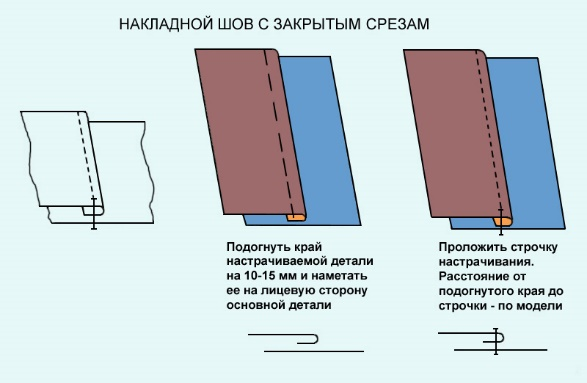 НАКЛАДНОЙ ШОВ С ЗАКРЫТЫМ СРЕЗАМ
Подогнуть край
настрачиваемой детали
на 10-15 мм и наметать
ее на лицевую сторону
основной детали
Проложить строчку
настрачивания.
Расстояние от
подогнутого края до
строчки - по модели